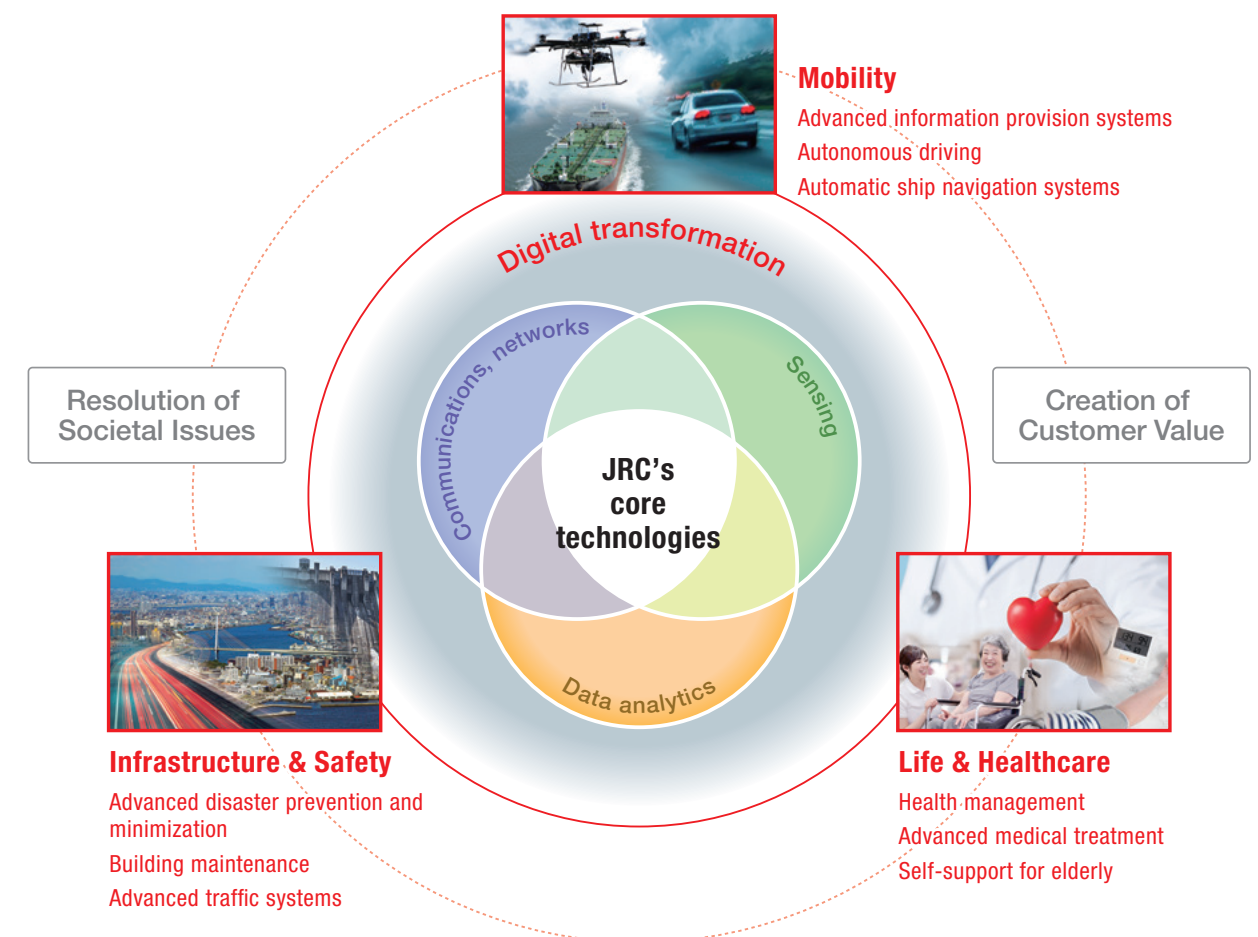 Mobility
Advanced information provision systems
Autonomous driving
Automatic ship navigation systems
Digital transformation
Communications, networks
Sensing
Resolution of
Societal Issues
Creation of
Customer Value
JRC's
core
technologies
Data analytics
Infrastructure & Safety
Advanced disaster prevention and
minimization
Building maintenance
Advanced traffic systems
Life & Healthcare
Health management
Advanced medical treatment
Self-support for elderly